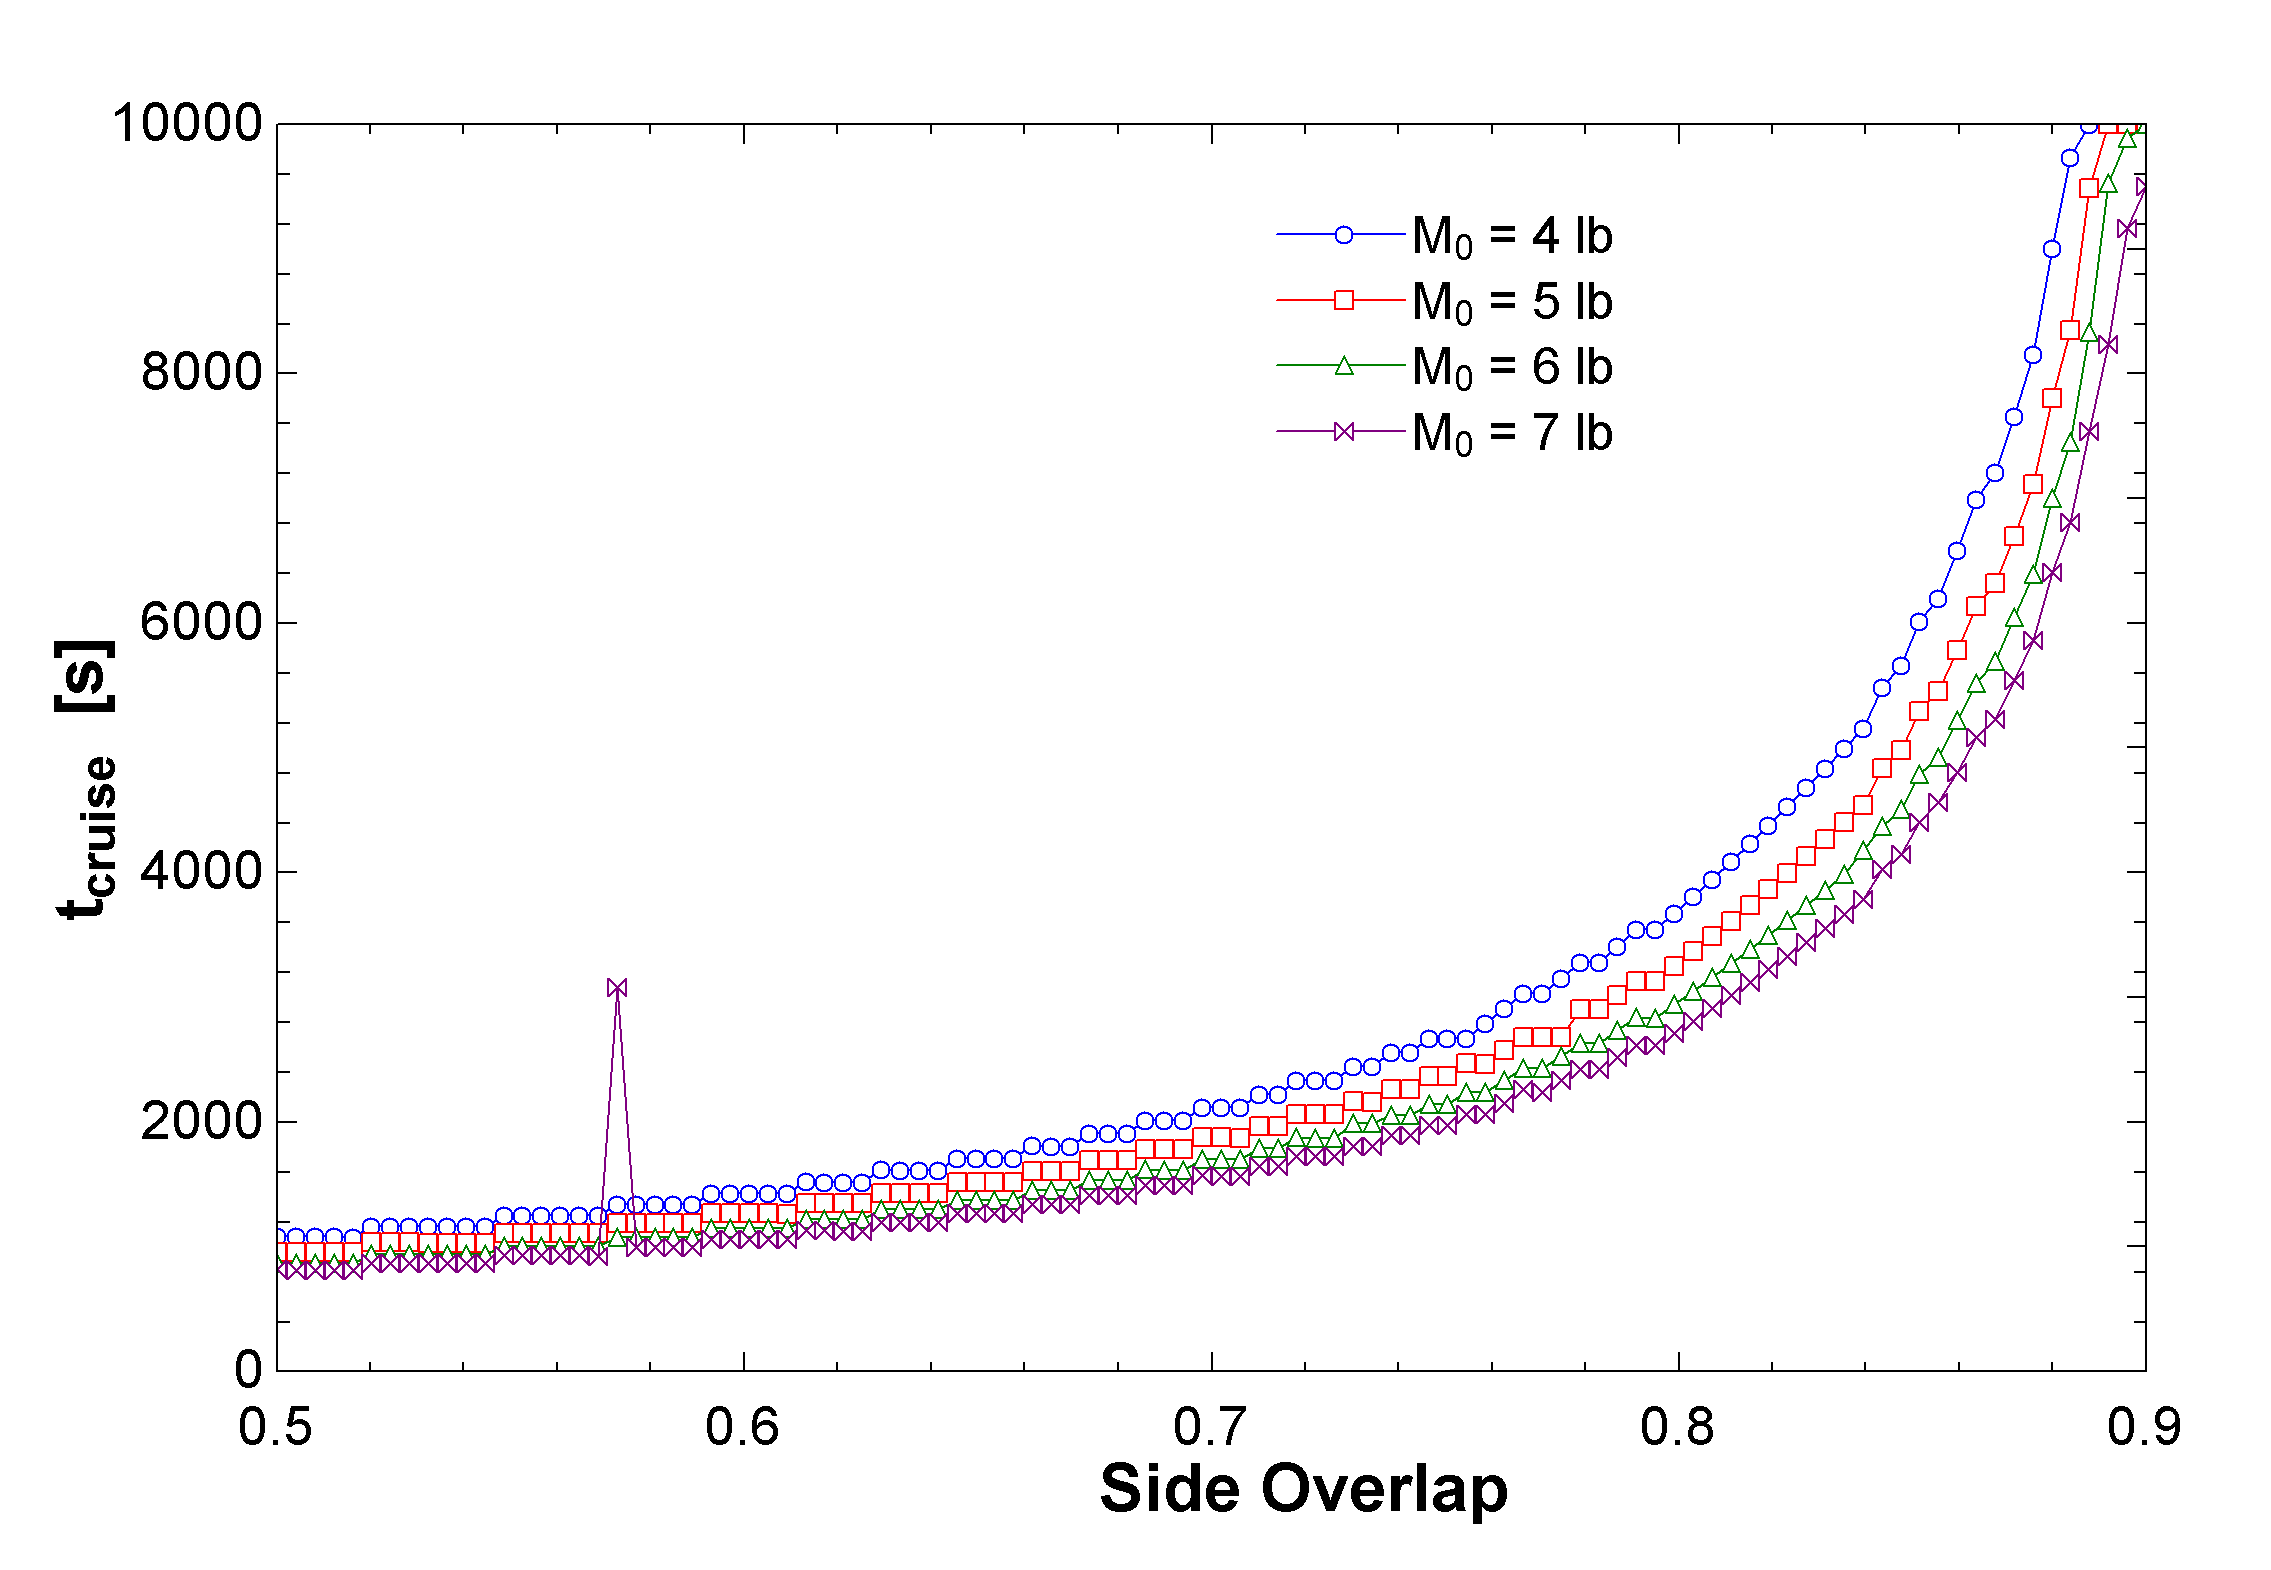 10000
8000
6000
4000
2000
0
t_cruise [s]
M₀ = 4 lb
M₀ = 5 lb
M₀ = 6 lb
M₀ = 7 lb
0.5 0.6 0.7 0.8 0.9
Side Overlap